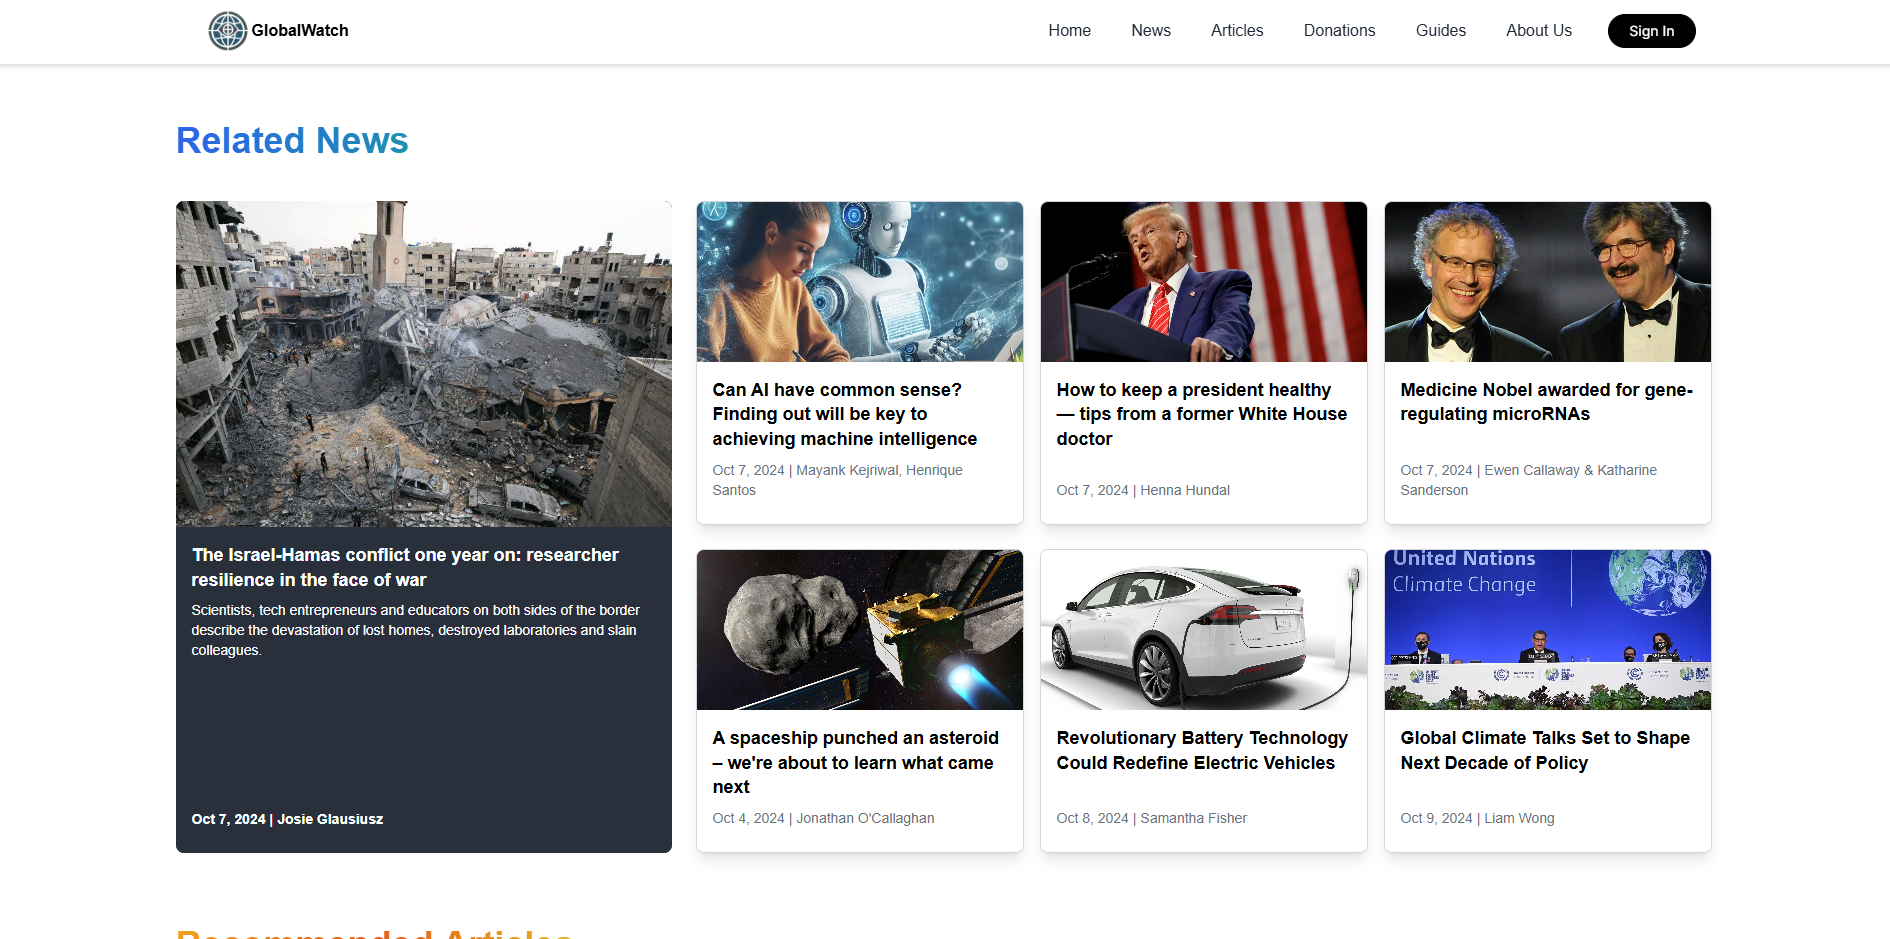 GlobalWatch
Home
News
Articles
Donations
Guides
About Us
Sign In
Related News
The Israel-Hamas conflict one year on: researcher
resilience in the face of war
Scientists, tech entrepreneurs and educators on both sides of the border
describe the devastation of lost homes, destroyed laboratories and slain
colleagues.
Oct 7, 2024 | Josie Glausiusz
Can AI have common sense?
Finding out will be key to
achieving machine intelligence
Oct 7, 2024 | Mayank Kejriwal, Henrique
Santos
How to keep a president healthy
— tips from a former White House
doctor
Oct 7, 2024 | Henna Hundal
Medicine Nobel awarded for gene-
regulating microRNAs
Oct 7, 2024 | Ewen Callaway & Katharine
Sanderson
A spaceship punched an asteroid
– we're about to learn what came
next
Oct 4, 2024 | Jonathan O'Callaghan
Revolutionary Battery Technology
Could Redefine Electric Vehicles
Oct 8, 2024 | Samantha Fisher
United Nations
Climate Change
Global Climate Talks Set to Shape
Next Decade of Policy
Oct 9, 2024 | Liam Wong
Recommended Articles